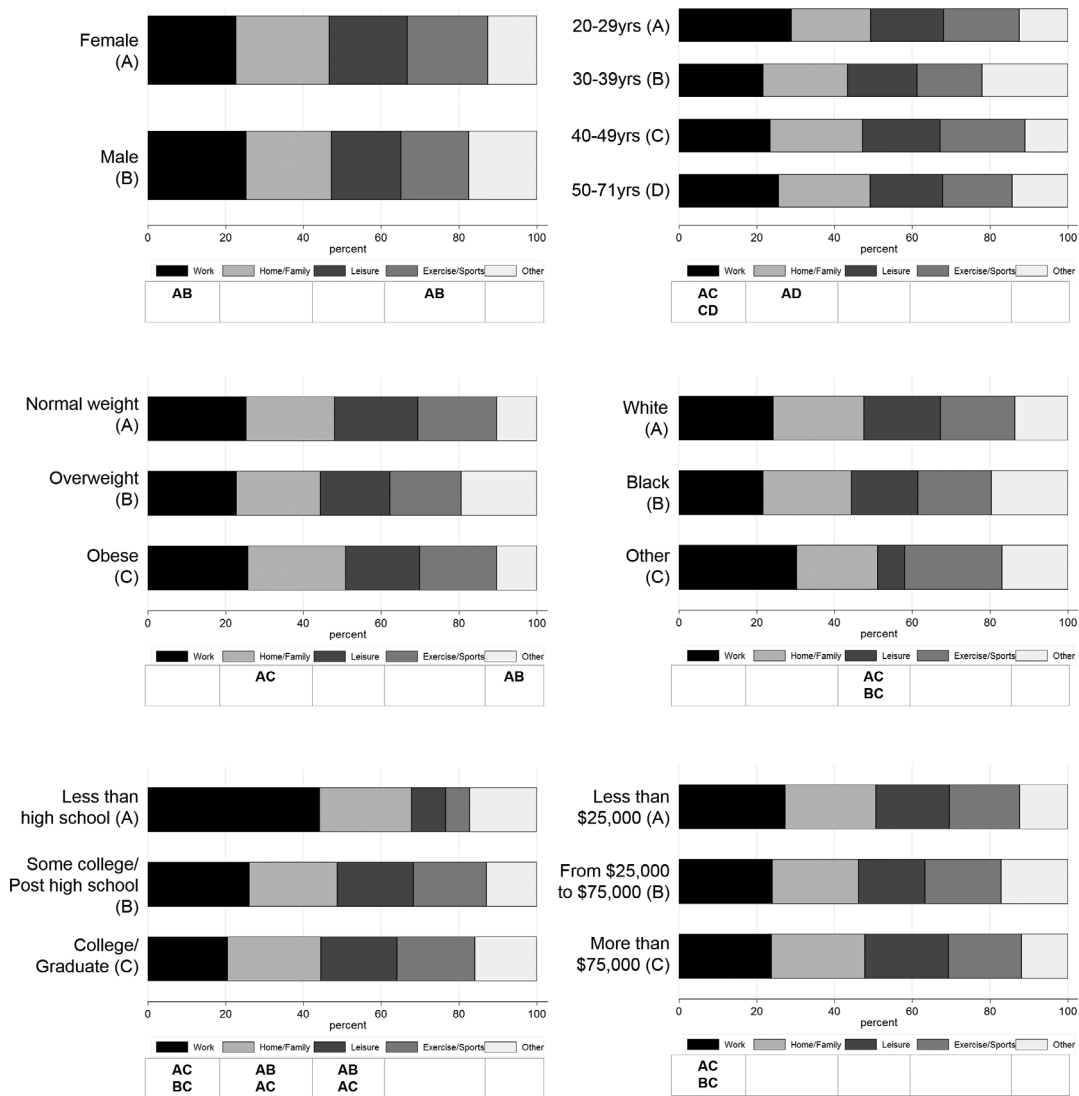 Female
(A)
Male
(B)
0 20 40 60 80 100
percent
Work Home/Family Leisure Exercise/Sports Other
AB AB
20-29yrs (A)
30-39yrs (B)
40-49yrs (C)
50-71yrs (D)
0 20 40 60 80 100
percent
Work Home/Family Leisure Exercise/Sports Other
AC AD
CD
Normal weight
(A)
Overweight
(B)
Obese
(C)
0 20 40 60 80 100
percent
Work Home/Family Leisure Exercise/Sports Other
AC AB
White
(A)
Black
(B)
Other
(C)
0 20 40 60 80 100
percent
Work Home/Family Leisure Exercise/Sports Other
AC
BC
Less than
high school (A)
Some college/
Post high school
(B)
College/
Graduate (C)
0 20 40 60 80 100
percent
Work Home/Family Leisure Exercise/Sports Other
AC AB AB
BC AC AC
Less than
$25,000 (A)
From $25,000
to $75,000 (B)
More than
$75,000 (C)
0 20 40 60 80 100
percent
Work Home/Family Leisure Exercise/Sports Other
AC
BC